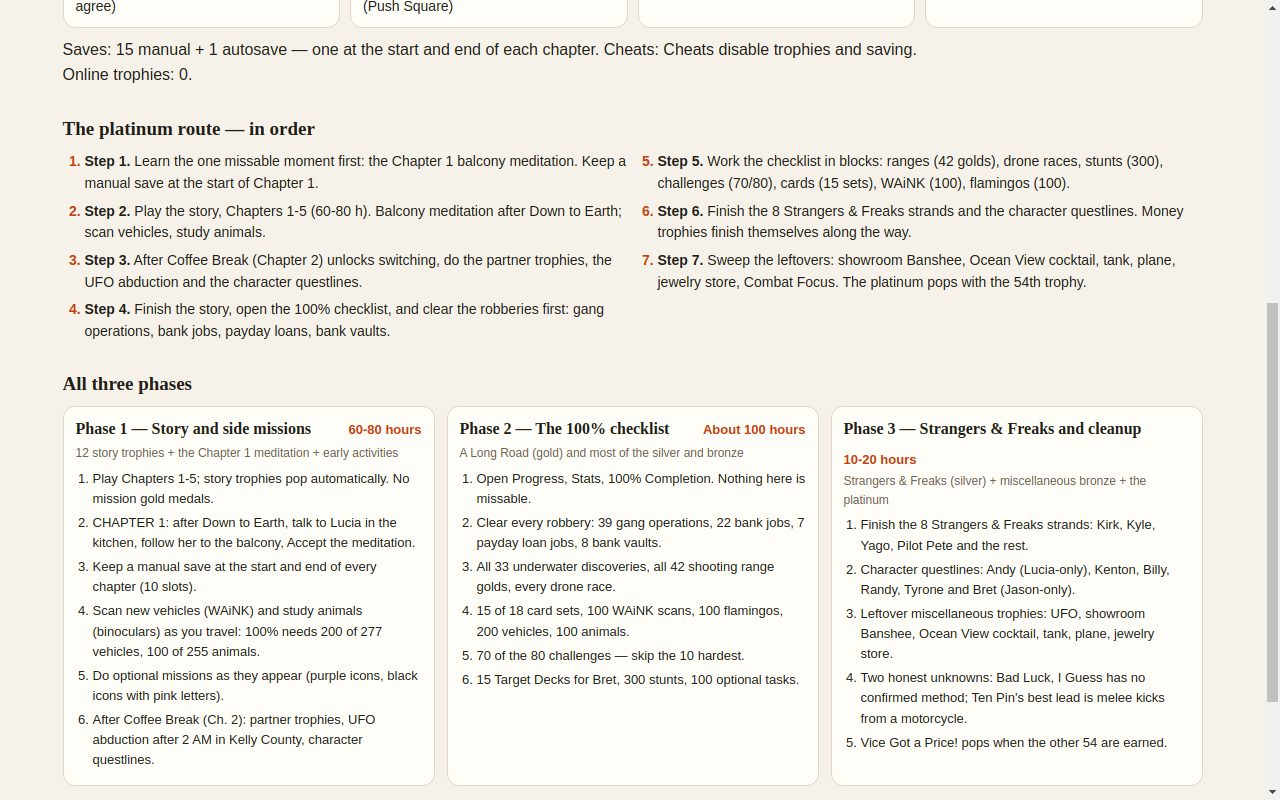 agree)
(Push Square)
Saves: 15 manual + 1 autosave — one at the start and end of each chapter. Cheats: Cheats disable trophies and saving.
Online trophies: 0.
The platinum route — in order
1. Step 1. Learn the one missable moment first: the Chapter 1 balcony meditation. Keep a
manual save at the start of Chapter 1.
2. Step 2. Play the story, Chapters 1-5 (60-80 h). Balcony meditation after Down to Earth;
scan vehicles, study animals.
3. Step 3. After Coffee Break (Chapter 2) unlocks switching, do the partner trophies, the
UFO abduction and the character questlines.
4. Step 4. Finish the story, open the 100% checklist, and clear the robberies first: gang
operations, bank jobs, payday loans, bank vaults.
5. Step 5. Work the checklist in blocks: ranges (42 golds), drone races, stunts (300),
challenges (70/80), cards (15 sets), WAiNK (100), flamingos (100).
6. Step 6. Finish the 8 Strangers & Freaks strands and the character questlines. Money
trophies finish themselves along the way.
7. Step 7. Sweep the leftovers: showroom Banshee, Ocean View cocktail, tank, plane,
jewelry store, Combat Focus. The platinum pops with the 54th trophy.
All three phases
Phase 1 — Story and side missions 60-80 hours
12 story trophies + the Chapter 1 meditation + early activities
1. Play Chapters 1-5; story trophies pop automatically. No
mission gold medals.
2. CHAPTER 1: after Down to Earth, talk to Lucia in the
kitchen, follow her to the balcony, Accept the meditation.
3. Keep a manual save at the start and end of every
chapter (10 slots).
4. Scan new vehicles (WAiNK) and study animals
(binoculars) as you travel: 100% needs 200 of 277
vehicles, 100 of 255 animals.
5. Do optional missions as they appear (purple icons, black
icons with pink letters).
6. After Coffee Break (Ch. 2): partner trophies, UFO
abduction after 2 AM in Kelly County, character
questlines.
Phase 2 — The 100% checklist About 100 hours
A Long Road (gold) and most of the silver and bronze
1. Open Progress, Stats, 100% Completion. Nothing here is
missable.
2. Clear every robbery: 39 gang operations, 22 bank jobs, 7
payday loan jobs, 8 bank vaults.
3. All 33 underwater discoveries, all 42 shooting range
golds, every drone race.
4. 15 of 18 card sets, 100 WAiNK scans, 100 flamingos,
200 vehicles, 100 animals.
5. 70 of the 80 challenges — skip the 10 hardest.
6. 15 Target Decks for Bret, 300 stunts, 100 optional tasks.
Phase 3 — Strangers & Freaks and cleanup
10-20 hours
Strangers & Freaks (silver) + miscellaneous bronze + the
platinum
1. Finish the 8 Strangers & Freaks strands: Kirk, Kyle,
Yago, Pilot Pete and the rest.
2. Character questlines: Andy (Lucia-only), Kenton, Billy,
Randy, Tyrone and Bret (Jason-only).
3. Leftover miscellaneous trophies: UFO, showroom
Banshee, Ocean View cocktail, tank, plane, jewelry
store.
4. Two honest unknowns: Bad Luck, I Guess has no
confirmed method; Ten Pin's best lead is melee kicks
from a motorcycle.
5. Vice Got a Price! pops when the other 54 are earned.